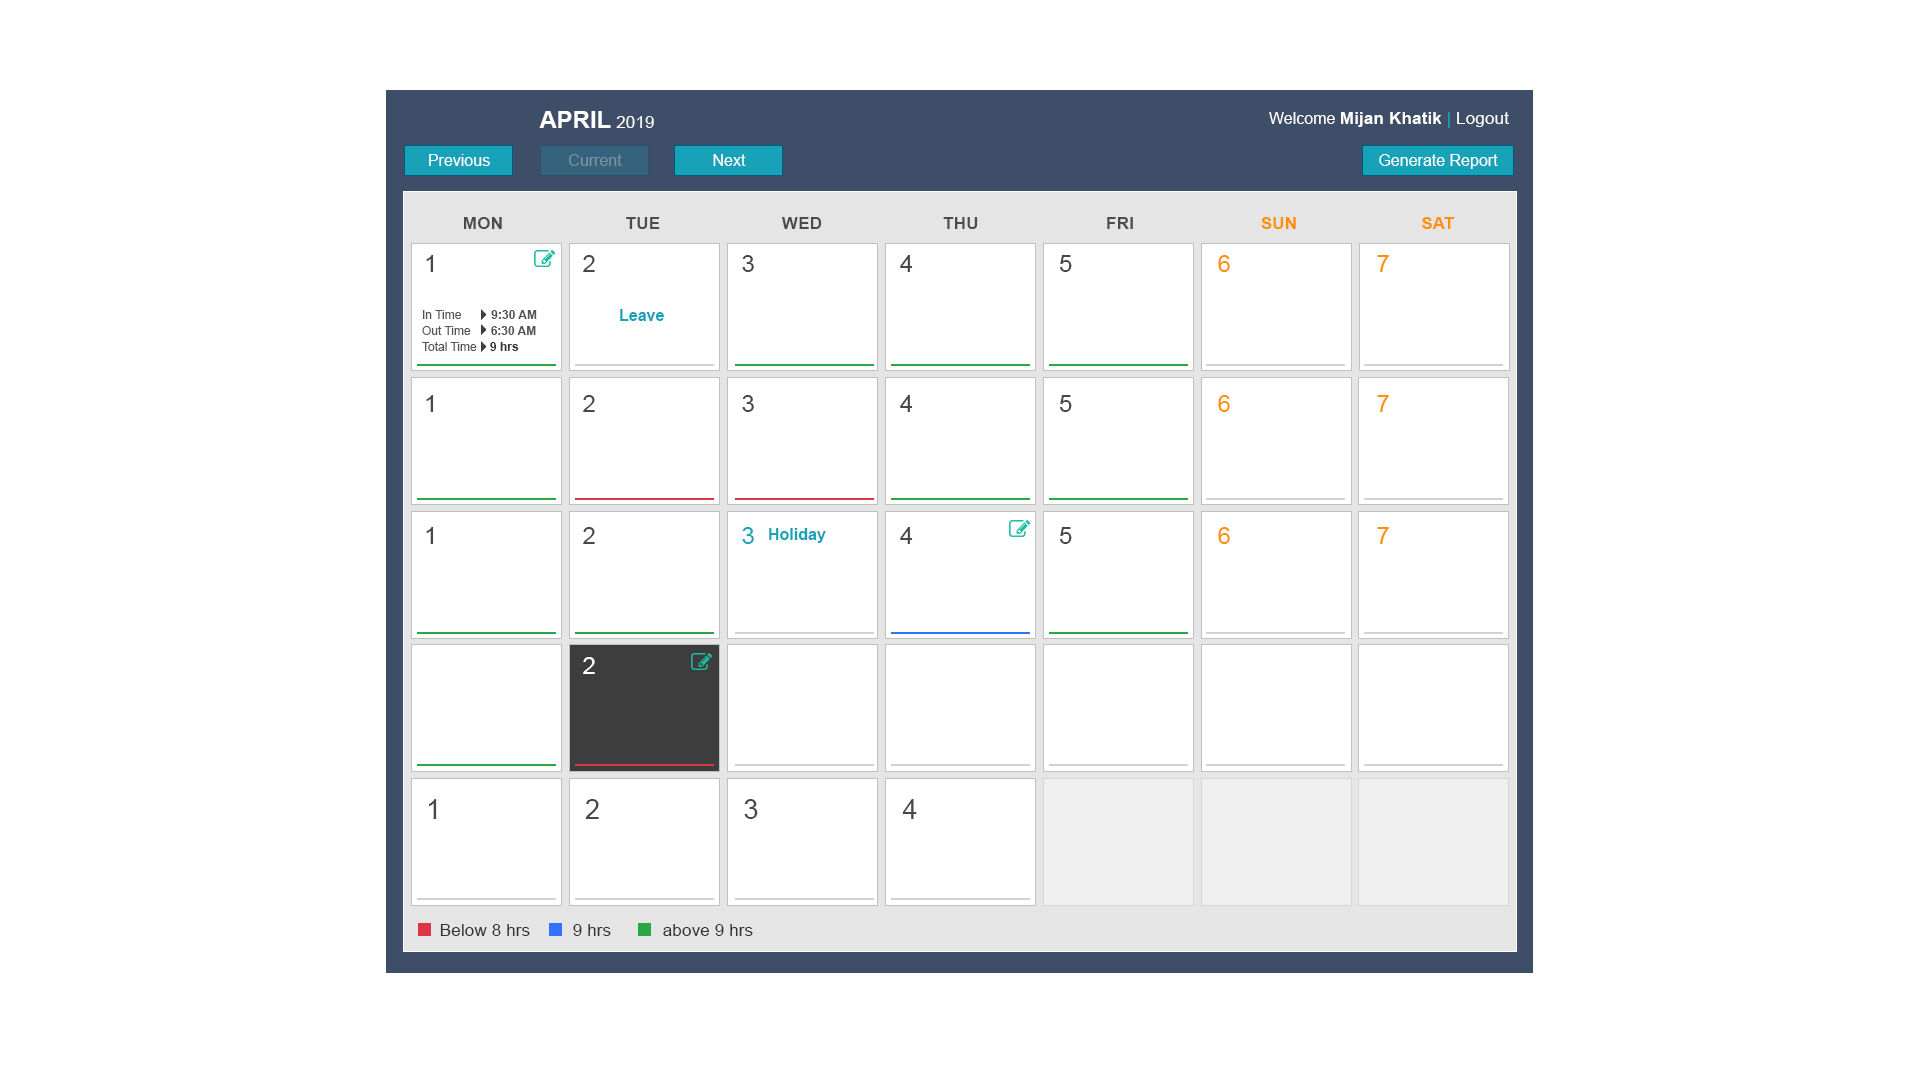 APRIL 2019
Welcome Mijan Khatik | Logout
Previous Current Next Generate Report
MON TUE WED THU FRI SUN SAT
1 2 3 4 5 6 7
In Time 9:30 AM
Leave
Out Time 6:30 AM
Total Time 9 hrs
1 2 3 4 5 6 7
1 2 3 Holiday 4 5 6 7
2
1 2 3 4
Below 8 hrs 9 hrs above 9 hrs